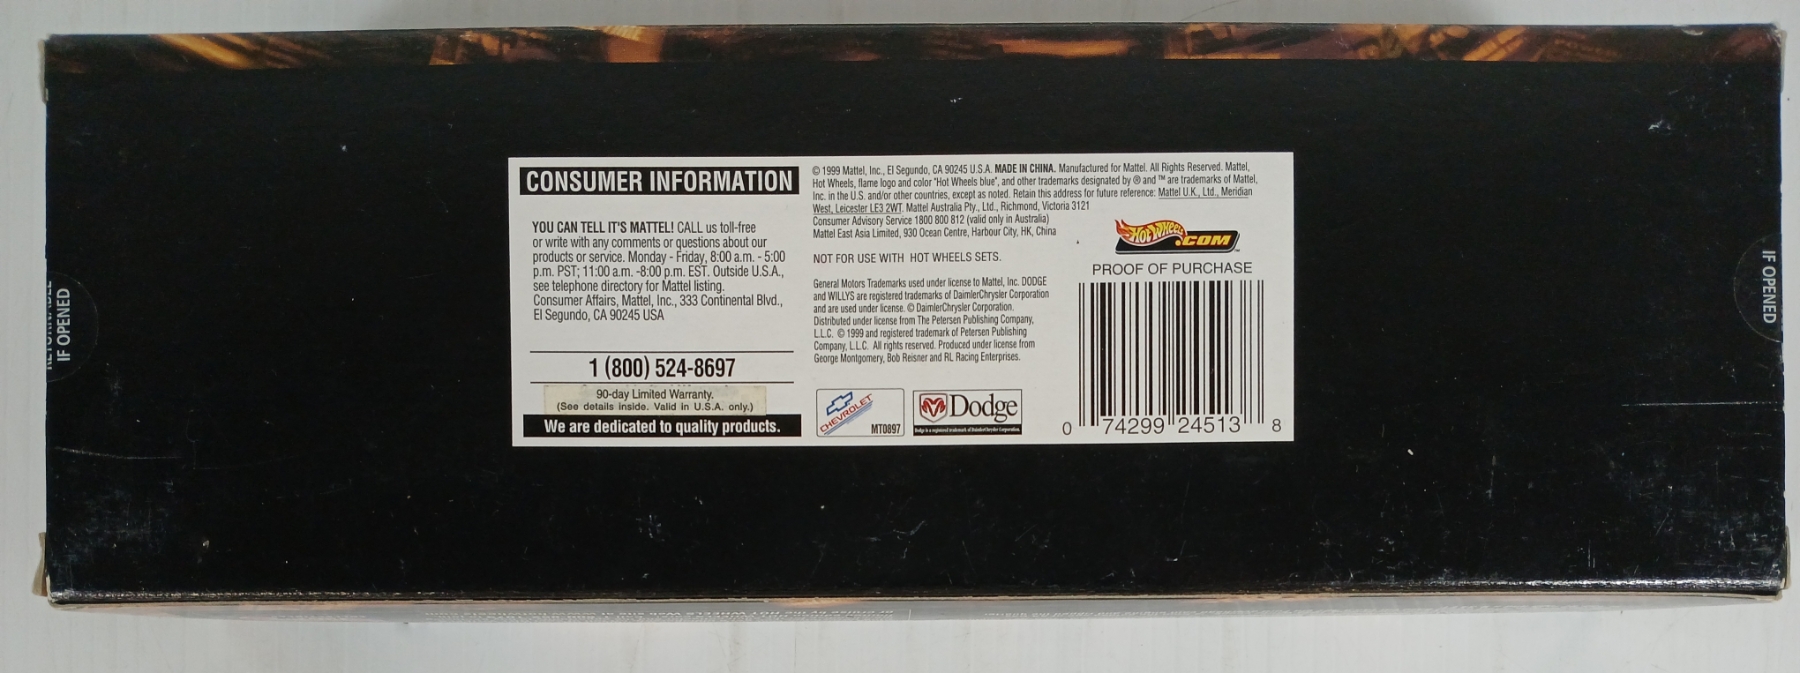 CONSUMER INFORMATION
YOU CAN TELL IT'S MATTEL! CALL us toll-free
or write with any comments or questions about our
products or service. Monday - Friday, 8:00 a.m. - 5:00
p.m. PST; 11:00 a.m. -8:00 p.m. EST. Outside U.S.A.,
see telephone directory for Mattel listing.
Consumer Affairs, Mattel, Inc., 333 Continental Blvd.,
El Segundo, CA 90245 USA
1 (800) 524-8697
90-day Limited Warranty.
(See details inside. Valid in U.S.A. only.)
We are dedicated to quality products.
© 1999 Mattel, Inc., El Segundo, CA 90245 U.S.A. MADE IN CHINA. Manufactured for Mattel. All Rights Reserved. Mattel,
Hot Wheels, flame logo and color "Hot Wheels blue", and other trademarks designated by ® and ™ are trademarks of Mattel,
Inc. in the U.S. and/or other countries, except as noted. Retain this address for future reference: Mattel U.K., Ltd., Meridian
West, Leicester LE3 2WT. Mattel Australia Pty., Ltd., Richmond, Victoria 3121
Consumer Advisory Service 1800 800 812 (valid only in Australia)
Mattel East Asia Limited, 930 Ocean Centre, Harbour City, HK, China
NOT FOR USE WITH HOT WHEELS SETS.
General Motors Trademarks used under license to Mattel, Inc. DODGE
and WILLYS are registered trademarks of DaimlerChrysler Corporation
and are used under license. © DaimlerChrysler Corporation.
Distributed under license from The Petersen Publishing Company,
L.L.C. © 1999 and registered trademark of Petersen Publishing
Company, L.L.C. All rights reserved. Produced under license from
George Montgomery, Bob Reisner and RL Racing Enterprises.
CHEVROLET
MT0897
Dodge
Dodge is a registered trademark of DaimlerChrysler Corporation.
HOT WHEELS
.COM
PROOF OF PURCHASE
0 74299 24513 8
IF OPENED
IF OPENED